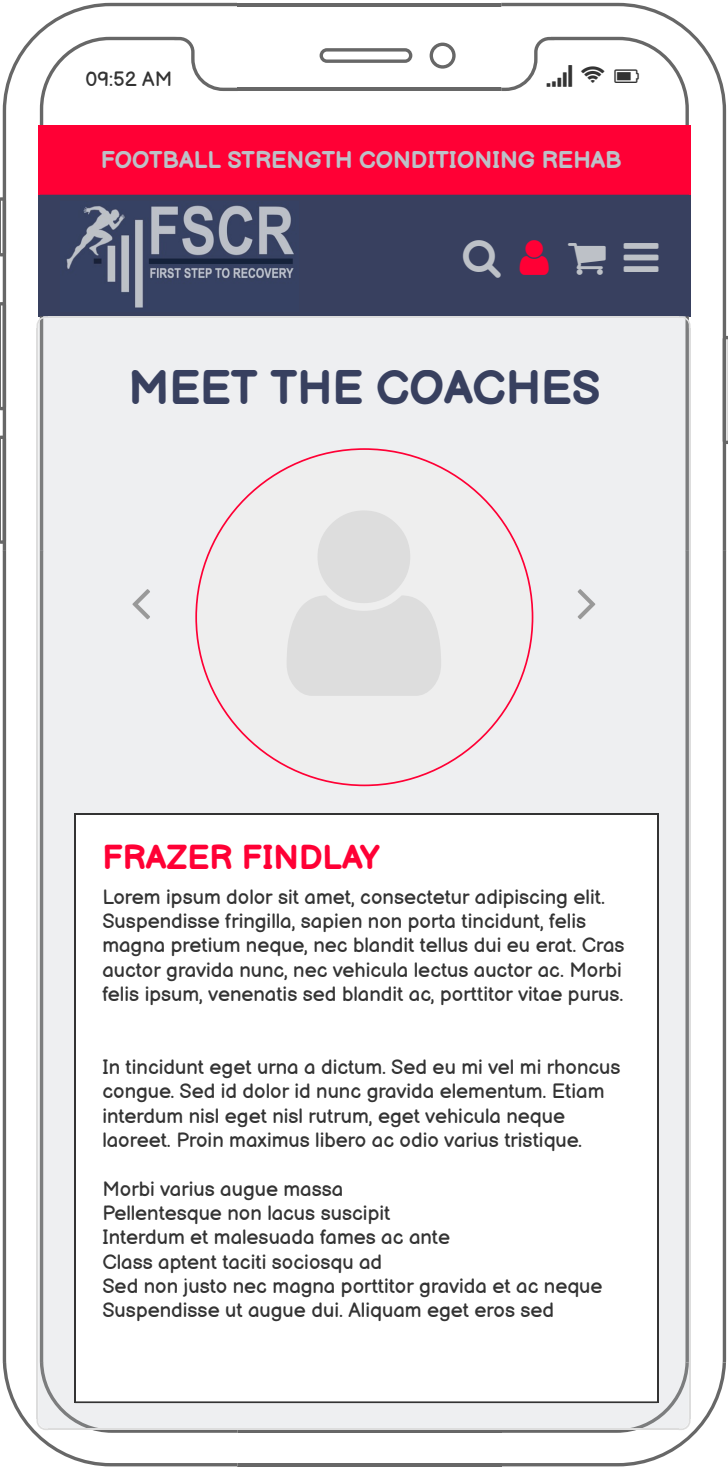 09:52 AM
FOOTBALL STRENGTH CONDITIONING REHAB
FSCR
FIRST STEP TO RECOVERY
MEET THE COACHES
FRAZER FINDLAY
Lorem ipsum dolor sit amet, consectetur adipiscing elit.
Suspendisse fringilla, sapien non porta tincidunt, felis
magna pretium neque, nec blandit tellus dui eu erat. Cras
auctor gravida nunc, nec vehicula lectus auctor ac. Morbi
felis ipsum, venenatis sed blandit ac, porttitor vitae purus.
In tincidunt eget urna a dictum. Sed eu mi vel mi rhoncus
congue. Sed id dolor id nunc gravida elementum. Etiam
interdum nisl eget nisl rutrum, eget vehicula neque
laoreet. Proin maximus libero ac odio varius tristique.
Morbi varius augue massa
Pellentesque non lacus suscipit
Interdum et malesuada fames ac ante
Class aptent taciti sociosqu ad
Sed non justo nec magna porttitor gravida et ac neque
Suspendisse ut augue dui. Aliquam eget eros sed